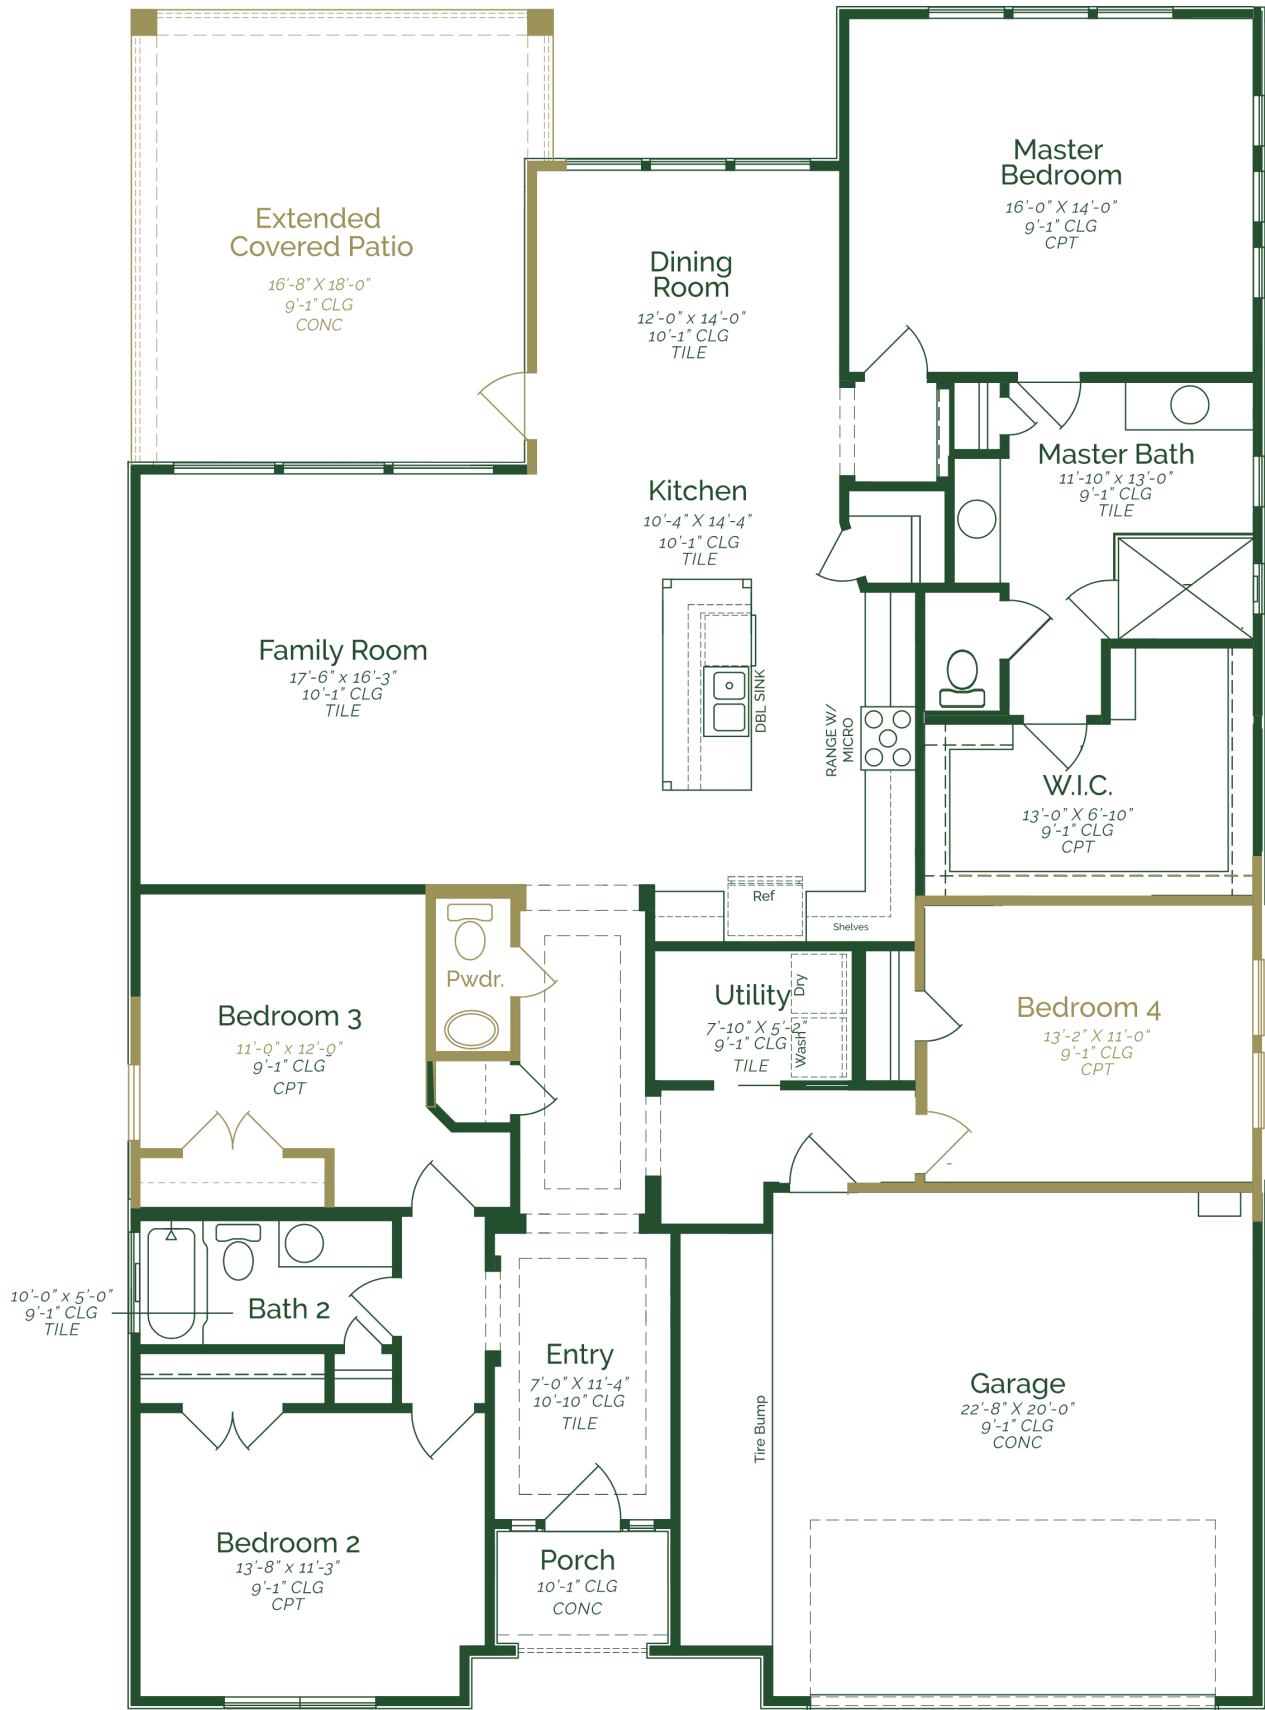 Master
Bedroom
16'-0" X 14'-0"
9'-1" CLG
CPT
Extended
Covered Patio
16'-8" X 18'-0"
9'-1" CLG
CONC
Dining
Room
12'-0" x 14'-0"
10'-1" CLG
TILE
Master Bath
11'-10" x 13'-0"
9'-1" CLG
TILE
Kitchen
10'-4" X 14'-4"
10'-1" CLG
TILE
Family Room
17'-6" x 16'-3"
10'-1" CLG
TILE
DBL SINK
RANGE W/
MICRO
W.I.C.
13'-0" X 6'-10"
9'-1" CLG
CPT
Ref
Shelves
Pwdr.
Utility
7'-10" X 5'-2"
9'-1" CLG
TILE
Dry
Wash
Bedroom 4
13'-2" X 11'-0"
9'-1" CLG
CPT
Bedroom 3
11'-0" x 12'-0"
9'-1" CLG
CPT
10'-0" x 5'-0"
9'-1" CLG
TILE
Bath 2
Entry
7'-0" X 11'-4"
10'-10" CLG
TILE
Tire Bump
Garage
22'-8" X 20'-0"
9'-1" CLG
CONC
Bedroom 2
13'-8" x 11'-3"
9'-1" CLG
CPT
Porch
10'-1" CLG
CONC